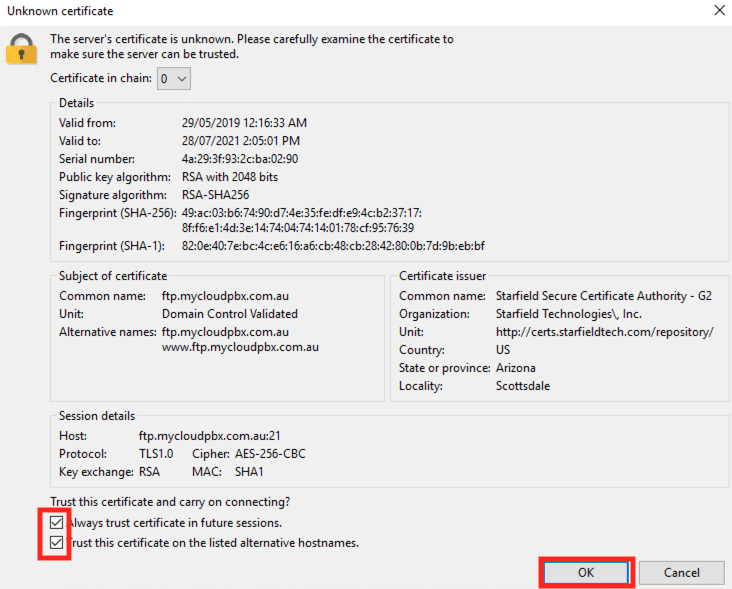 Unknown certificate
The server's certificate is unknown. Please carefully examine the certificate to
make sure the server can be trusted.
Certificate in chain: 0
Details
Valid from: 29/05/2019 12:16:33 AM
Valid to: 28/07/2021 2:05:01 PM
Serial number: 4a:29:3f:93:2c:ba:02:90
Public key algorithm: RSA with 2048 bits
Signature algorithm: RSA-SHA256
Fingerprint (SHA-256): 49:ac:03:b6:74:90:d7:4e:35:fe:df:e9:4c:b2:37:17:
8f:f6:e1:4d:3e:14:74:04:74:14:01:78:cf:95:76:39
Fingerprint (SHA-1): 82:0e:40:7e:bc:4c:e6:16:a6:cb:48:cb:28:42:80:0b:7d:9b:eb:bf
Subject of certificate
Common name: ftp.mycloudpbx.com.au
Unit: Domain Control Validated
Alternative names: ftp.mycloudpbx.com.au
www.ftp.mycloudpbx.com.au
Certificate issuer
Common name: Starfield Secure Certificate Authority - G2
Organization: Starfield Technologies\, Inc.
Unit: http://certs.starfieldtech.com/repository/
Country: US
State or province: Arizona
Locality: Scottsdale
Session details
Host: ftp.mycloudpbx.com.au:21
Protocol: TLS1.0 Cipher: AES-256-CBC
Key exchange: RSA MAC: SHA1
Trust this certificate and carry on connecting?
Always trust certificate in future sessions.
Trust this certificate on the listed alternative hostnames.
OK Cancel